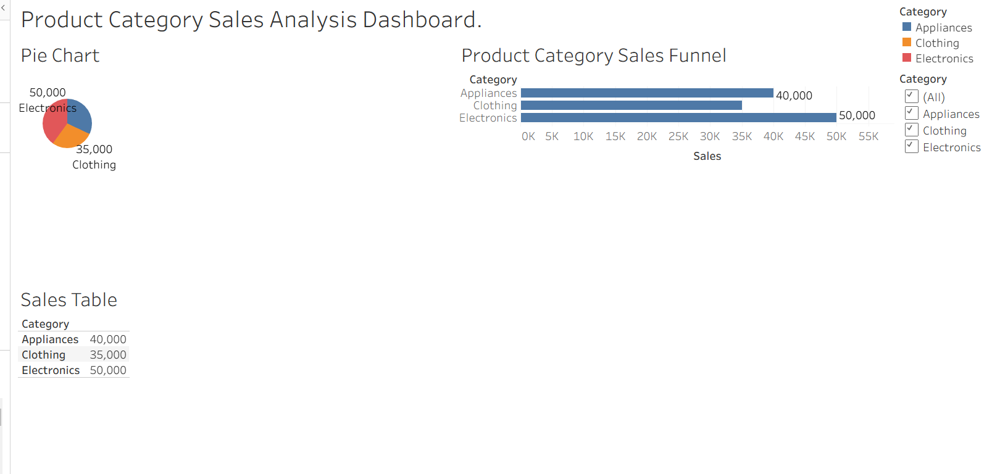 Product Category Sales Analysis Dashboard.
Pie Chart
50,000
Electronics
35,000
Clothing
Product Category Sales Funnel
Category
Appliances
40,000
Clothing
Electronics
50,000
0K 5K 10K 15K 20K 25K 30K 35K 40K 45K 50K 55K
Sales
Category
Appliances
Clothing
Electronics
Category
(All)
Appliances
Clothing
Electronics
Sales Table
Category
Appliances 40,000
Clothing 35,000
Electronics 50,000